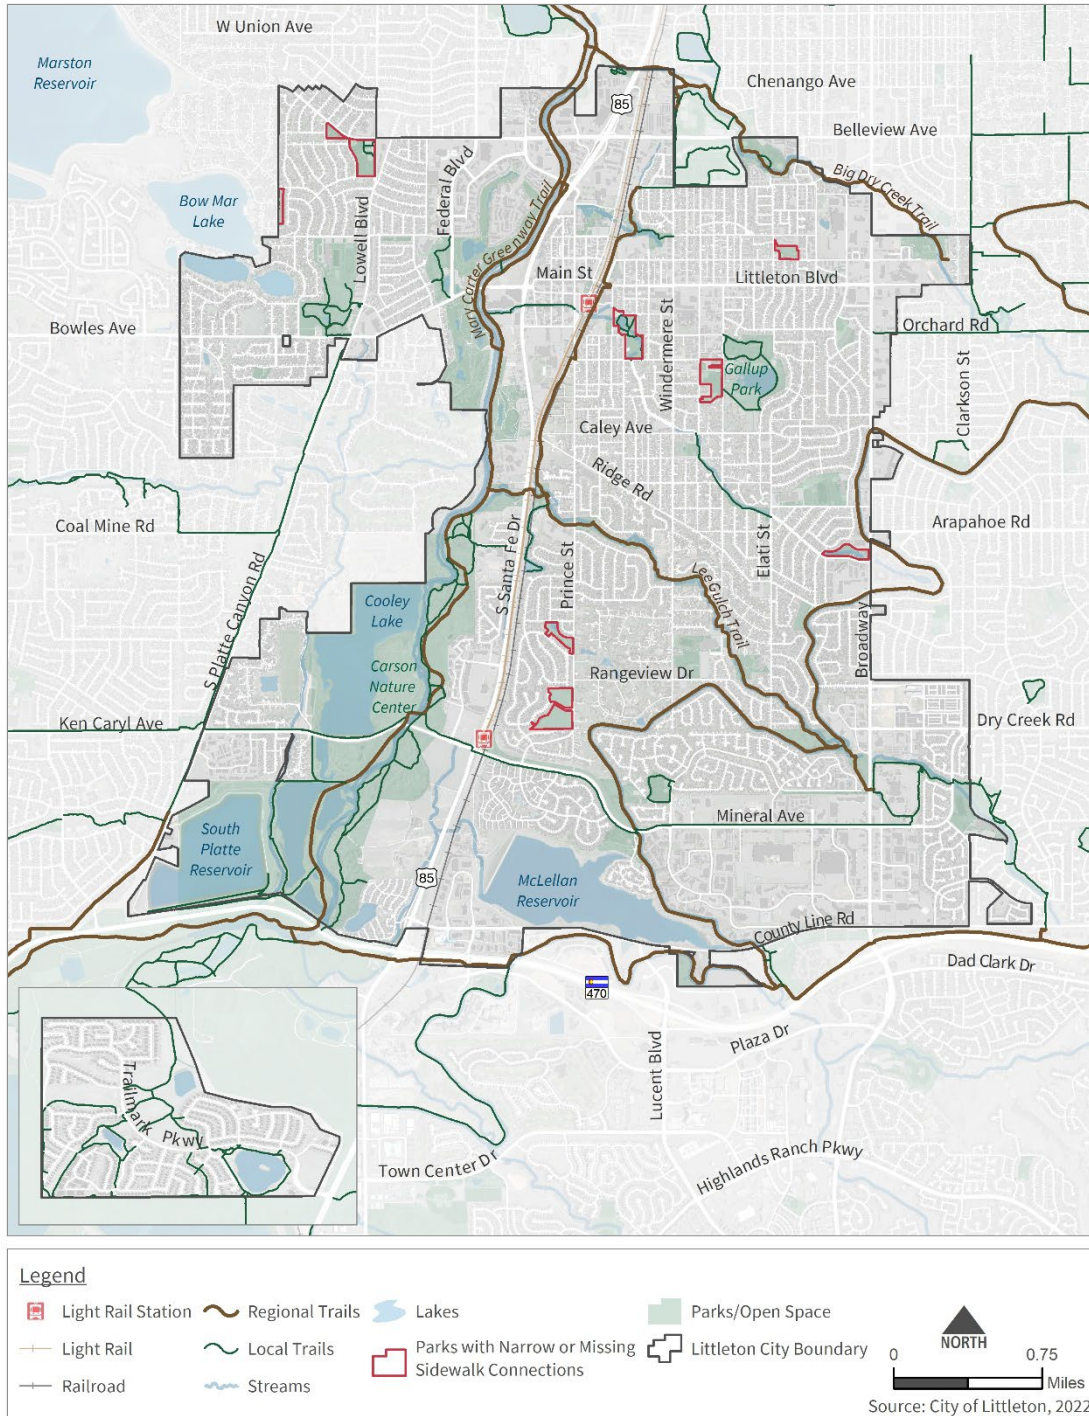 W Union Ave
Marston
Reservoir
Chenango Ave
85
Belleview Ave
Big Dry Creek Trail
Federal Blvd
Bow Mar
Lake
Lowell Blvd
Mary Carter Greenway Trail
Main St
Littleton Blvd
Bowles Ave
Orchard Rd
Windermere St
Gallup
Park
Clarkson St
Caley Ave
Ridge Rd
Coal Mine Rd
Arapahoe Rd
S Santa Fe Dr
Prince St
Elati St
Lee Gulch Trail
S Platte Canyon Rd
Cooley
Lake
Broadway
Carson
Nature
Center
Rangeview Dr
Ken Caryl Ave
Dry Creek Rd
Mineral Ave
South
Platte
Reservoir
85
McLellan
Reservoir
County Line Rd
Dad Clark Dr
470
Plaza Dr
Lucent Blvd
Trailmark Pkwy
Town Center Dr
Highlands Ranch Pkwy
Legend
Light Rail Station
Regional Trails
Lakes
Parks/Open Space
Light Rail
Local Trails
Parks with Narrow or Missing
Sidewalk Connections
Littleton City Boundary
Railroad
Streams
NORTH
0 0.75
Miles
Source: City of Littleton, 2022